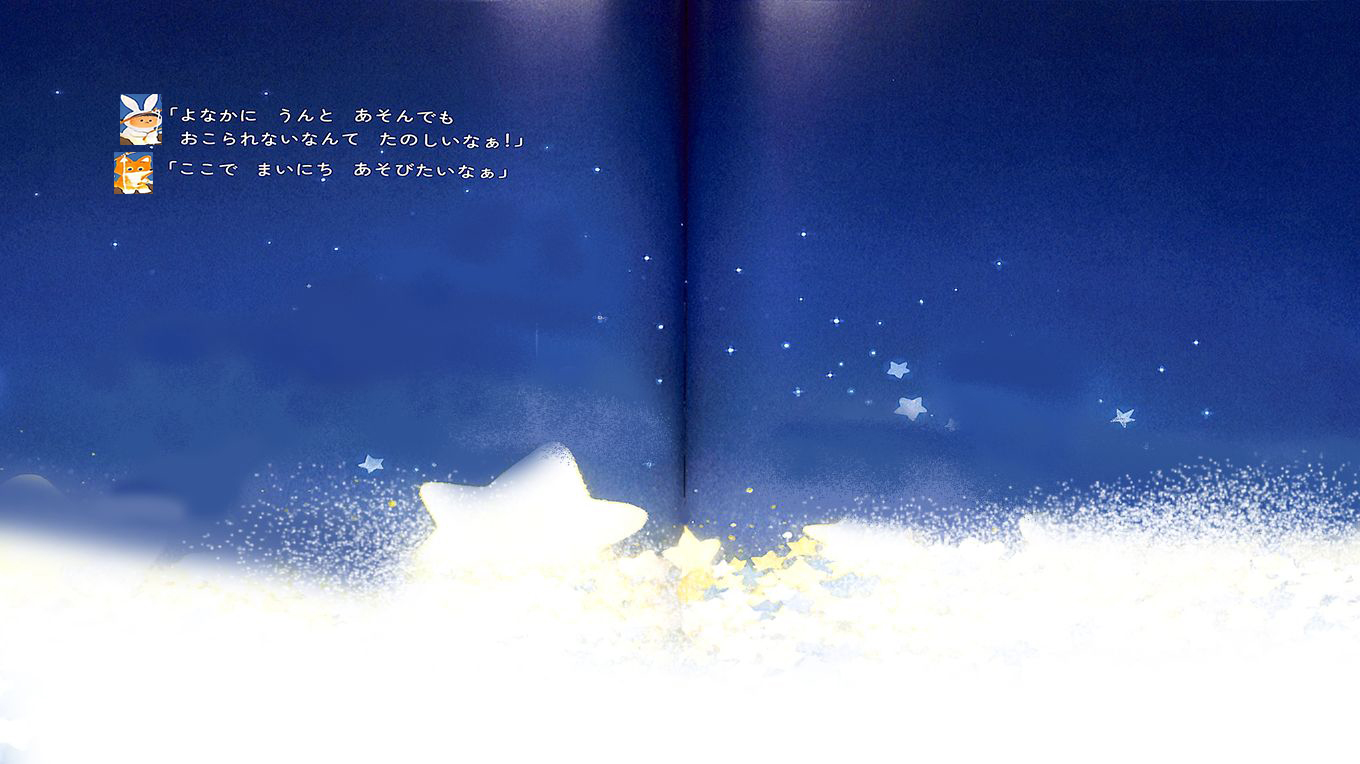 「よなかに　うんと　あそんでも
おこられないなんて　たのしいなぁ!」
「ここで　まいにち　あそびたいなぁ」